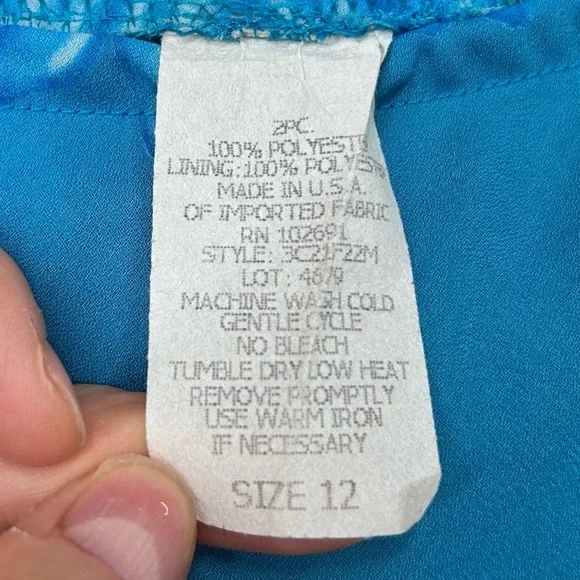 2PC.
100% POLYESTE
LINING:100% POLYESTE
MADE IN U.S.A.
OF IMPORTED FABRIC
RN 102691
STYLE: 3C21F22M
LOT: 4879
MACHINE WASH COLD
GENTLE CYCLE
NO BLEACH
TUMBLE DRY LOW HEAT
REMOVE PROMPTLY
USE WARM IRON
IF NECESSARY
SIZE 12